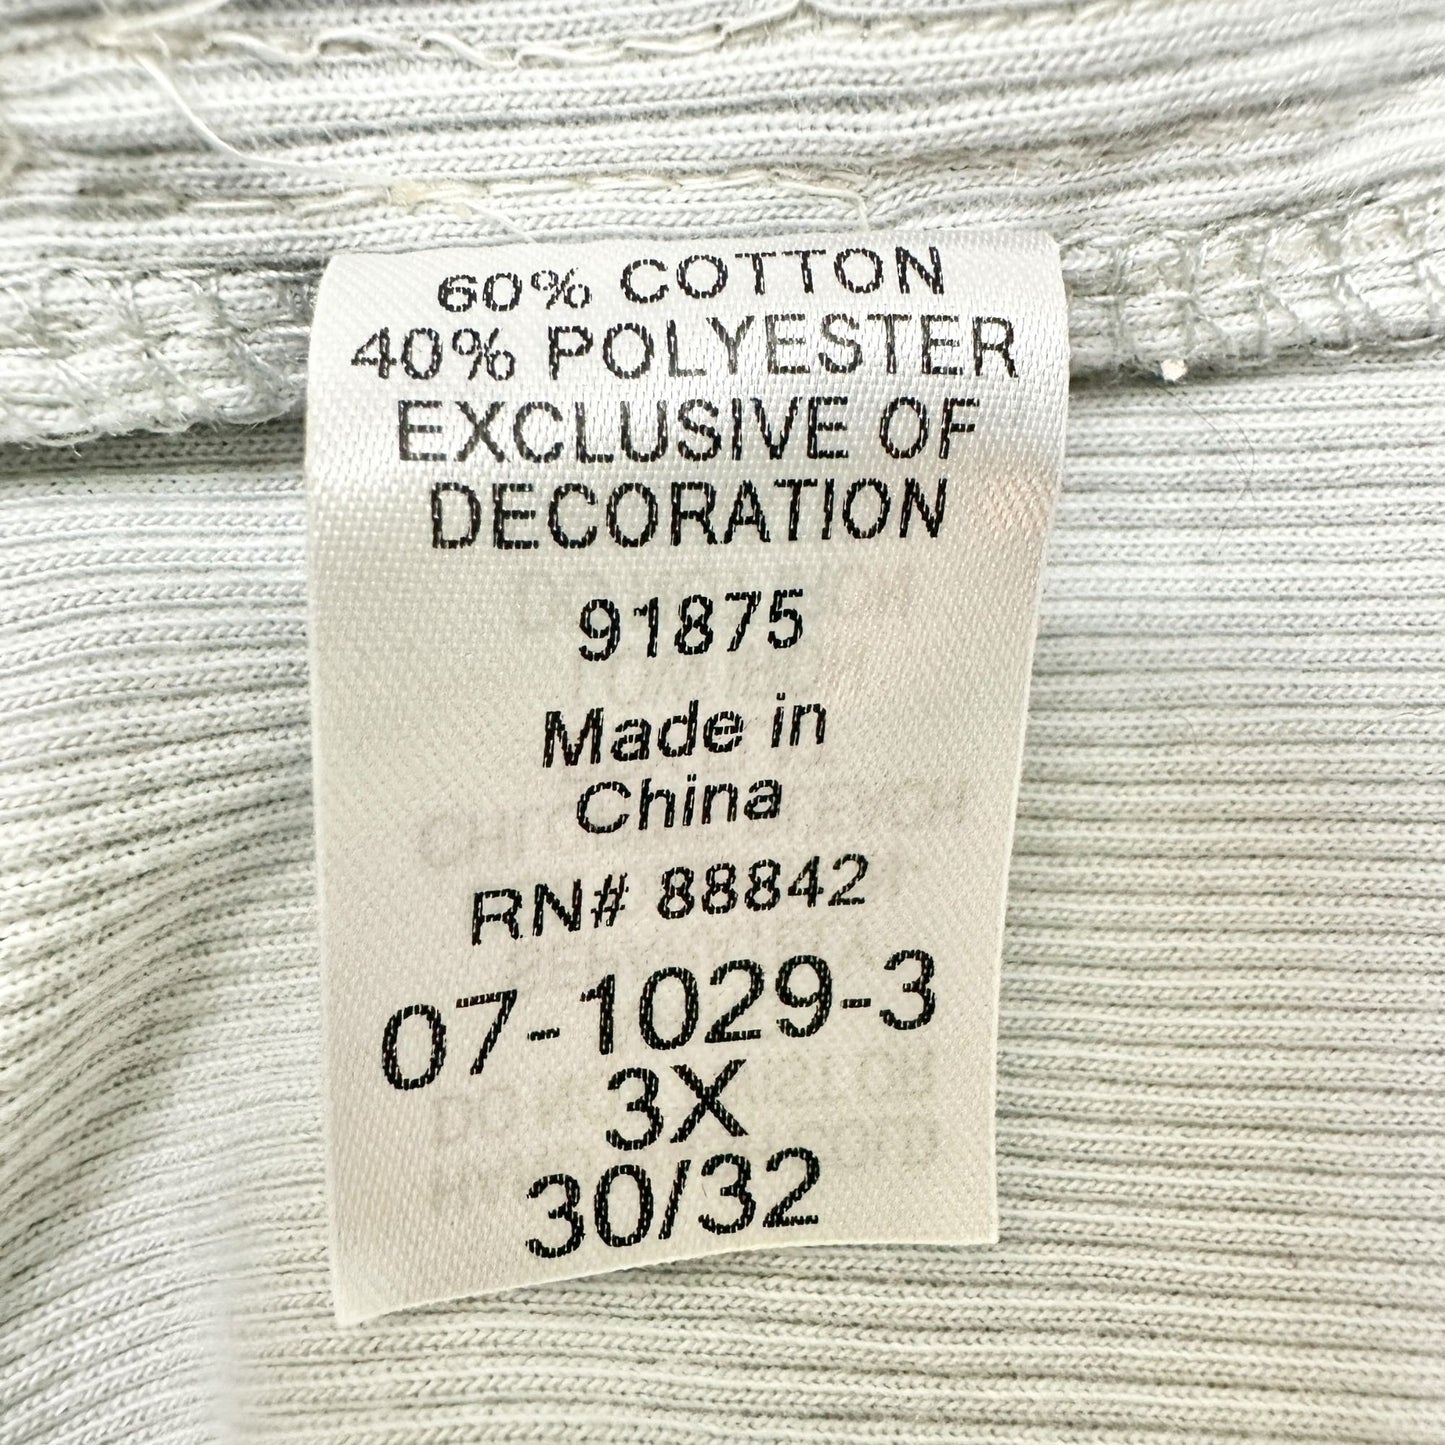 60% COTTON
40% POLYESTER
EXCLUSIVE OF
DECORATION
91875
Made in
China
RN# 88842
07-1029-3
3X
30/32